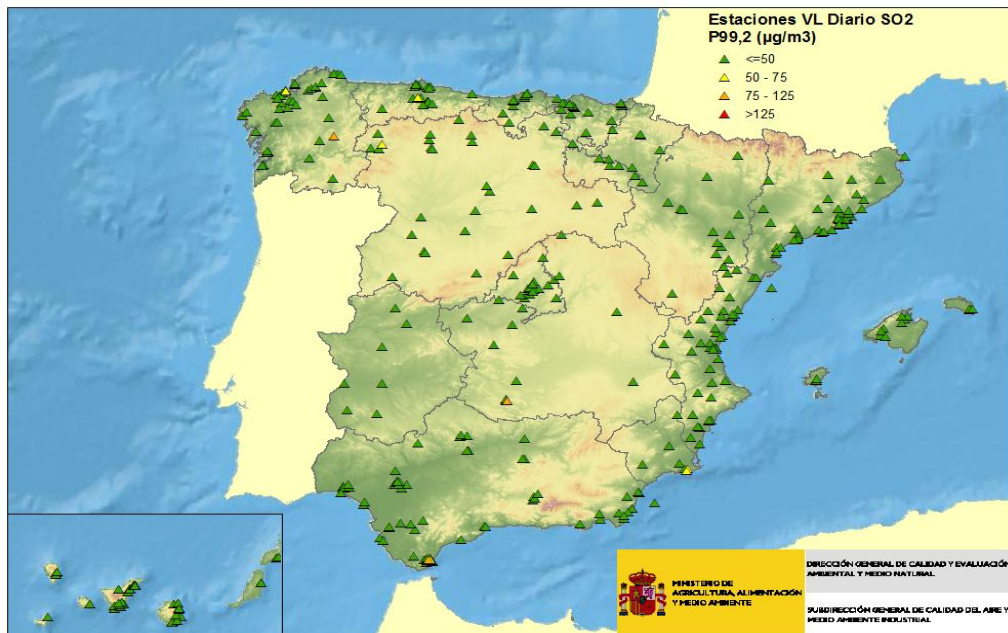 Estaciones VL Diario SO2
P99,2 (µg/m3)
<=50
50 - 75
75 - 125
>125
MINISTERIO DE
AGRICULTURA, ALIMENTACIÓN
Y MEDIO AMBIENTE
DIRECCIÓN GENERAL DE CALIDAD Y EVALUACIÓN
AMBIENTAL Y MEDIO NATURAL
SUBDIRECCIÓN GENERAL DE CALIDAD DEL AIRE Y
MEDIO AMBIENTE INDUSTRIAL